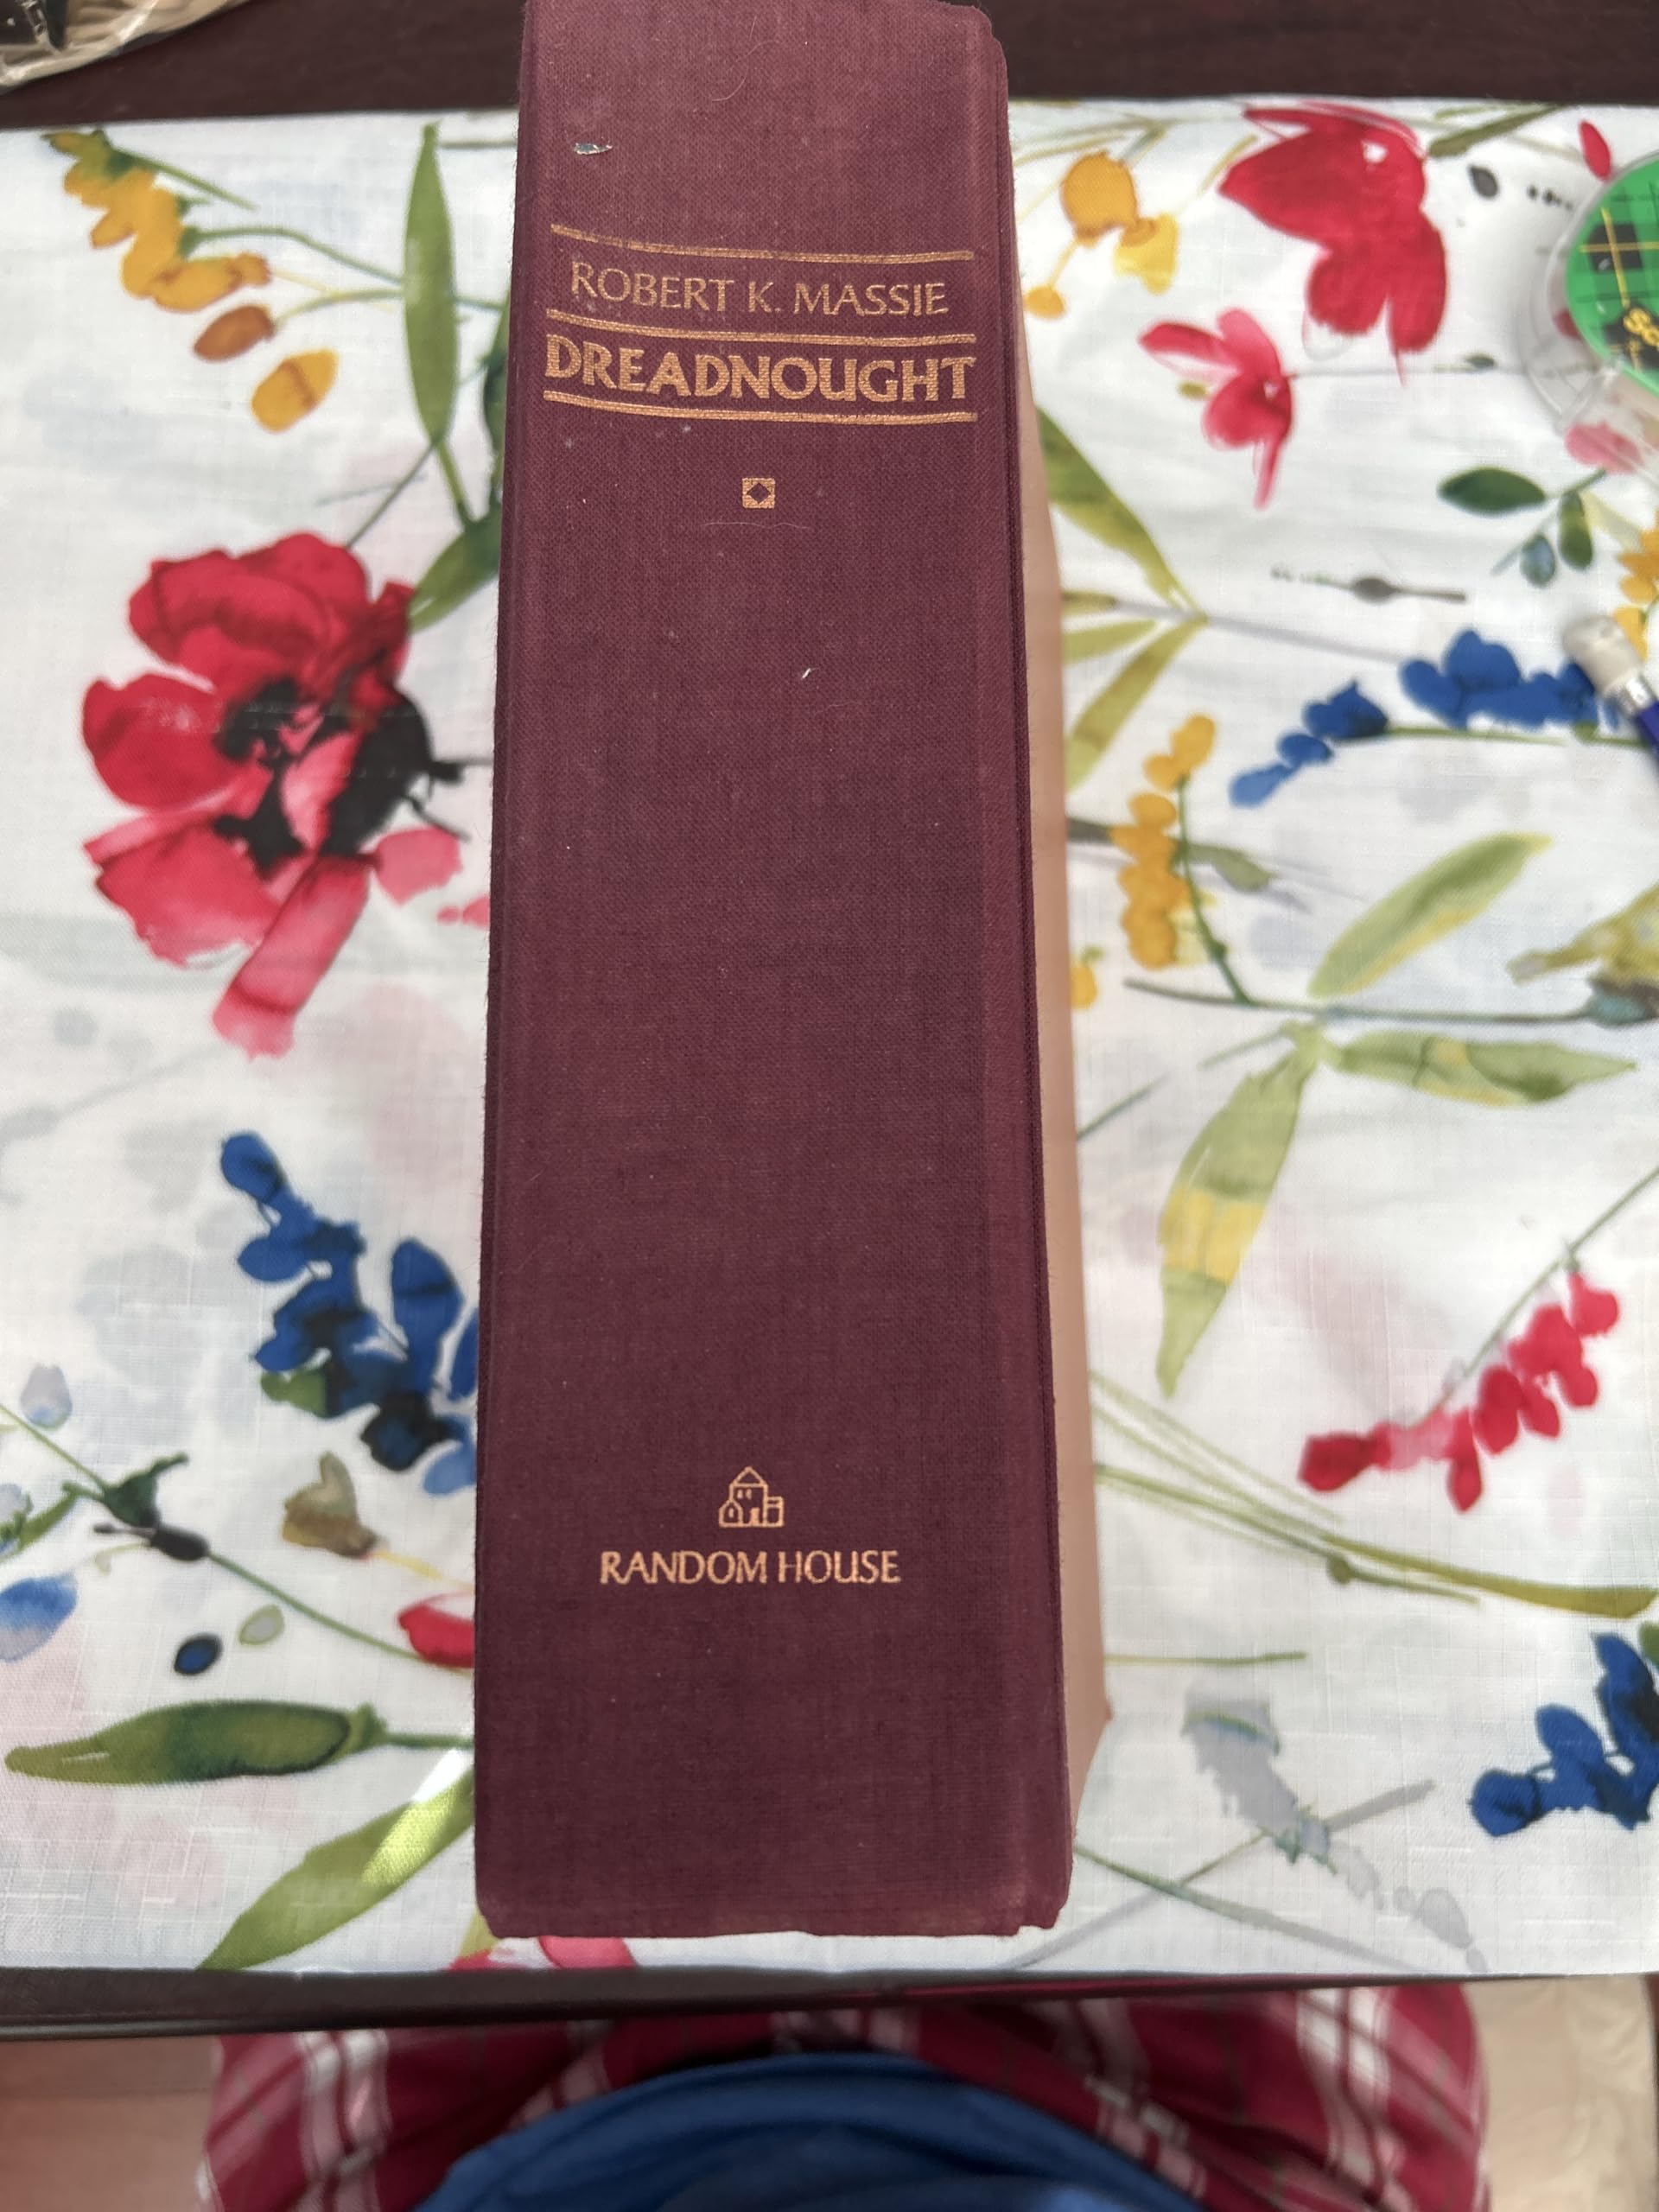 ROBERT K. MASSIE
DREADNOUGHT
RANDOM HOUSE